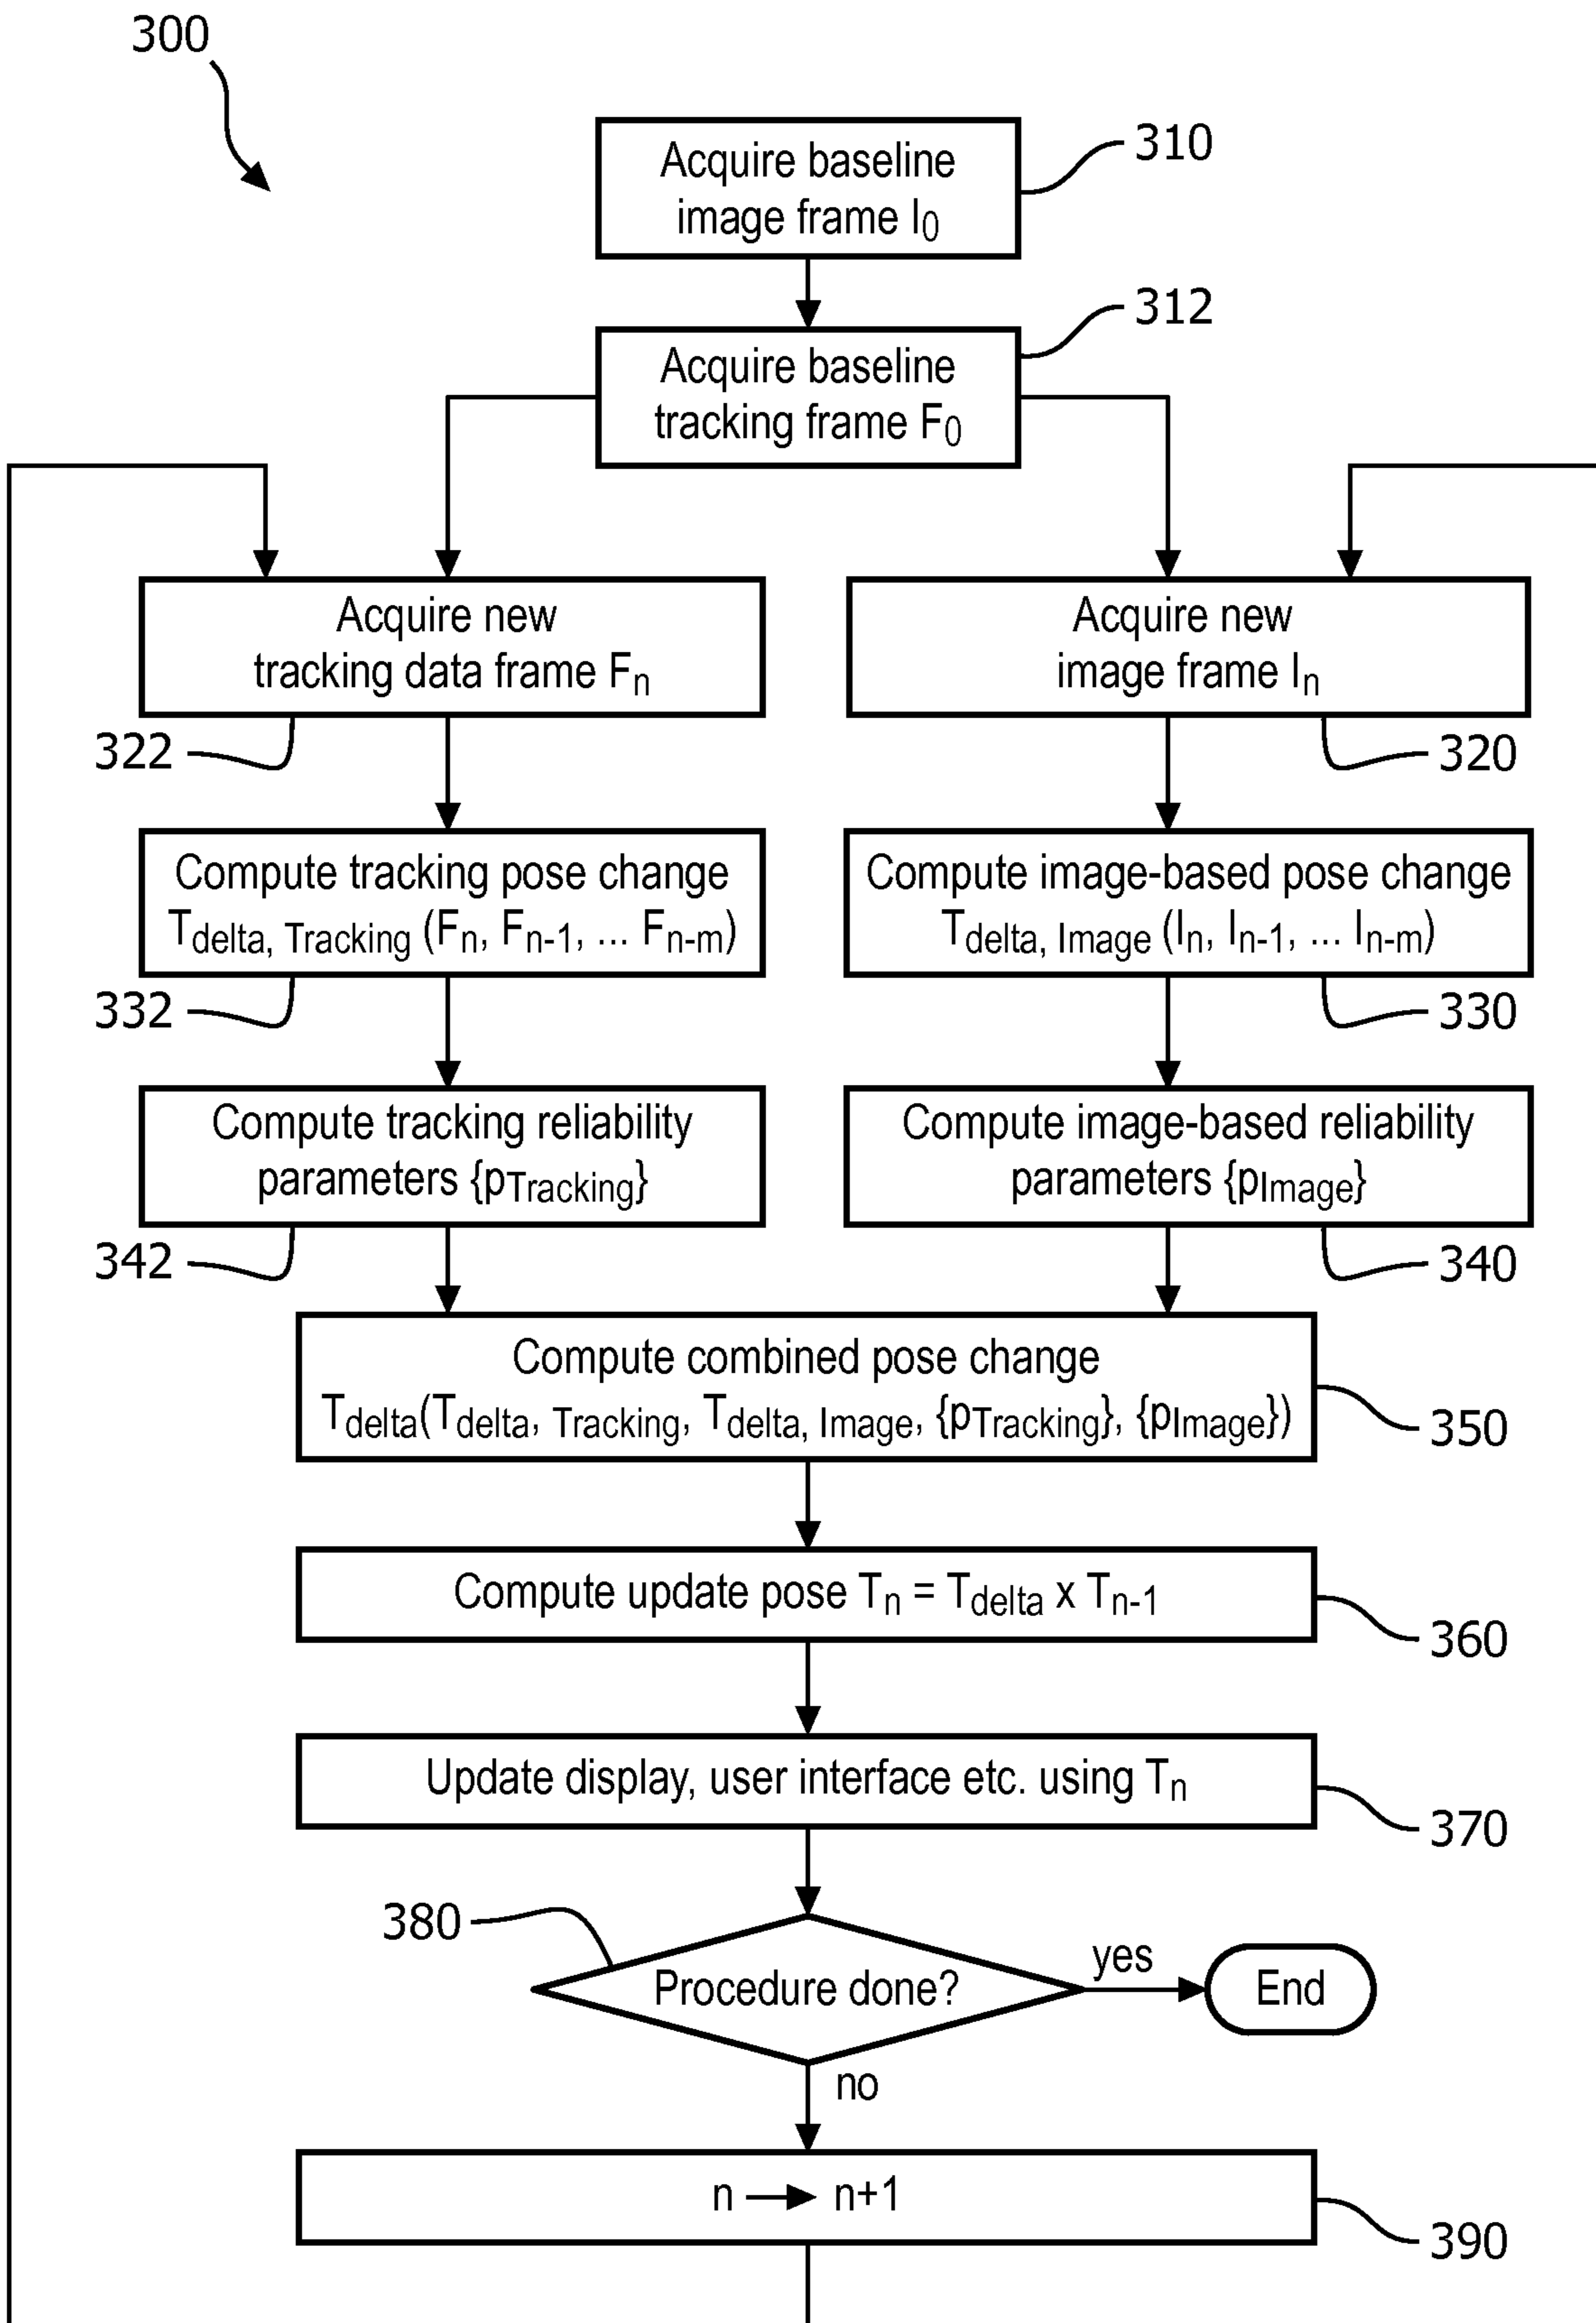 300
Acquire baseline
image frame I0
310
Acquire baseline
tracking frame F0
312
Acquire new
tracking data frame Fn
322
Acquire new
image frame In
320
Compute tracking pose change
Tdelta, Tracking (Fn, Fn-1, ... Fn-m)
332
Compute image-based pose change
Tdelta, Image (In, In-1, ... In-m)
330
Compute tracking reliability
parameters {pTracking}
342
Compute image-based reliability
parameters {pImage}
340
Compute combined pose change
Tdelta(Tdelta, Tracking, Tdelta, Image, {pTracking}, {pImage})
350
Compute update pose Tn = Tdelta x Tn-1
360
Update display, user interface etc. using Tn
370
380
Procedure done?
yes
End
no
n → n+1
390